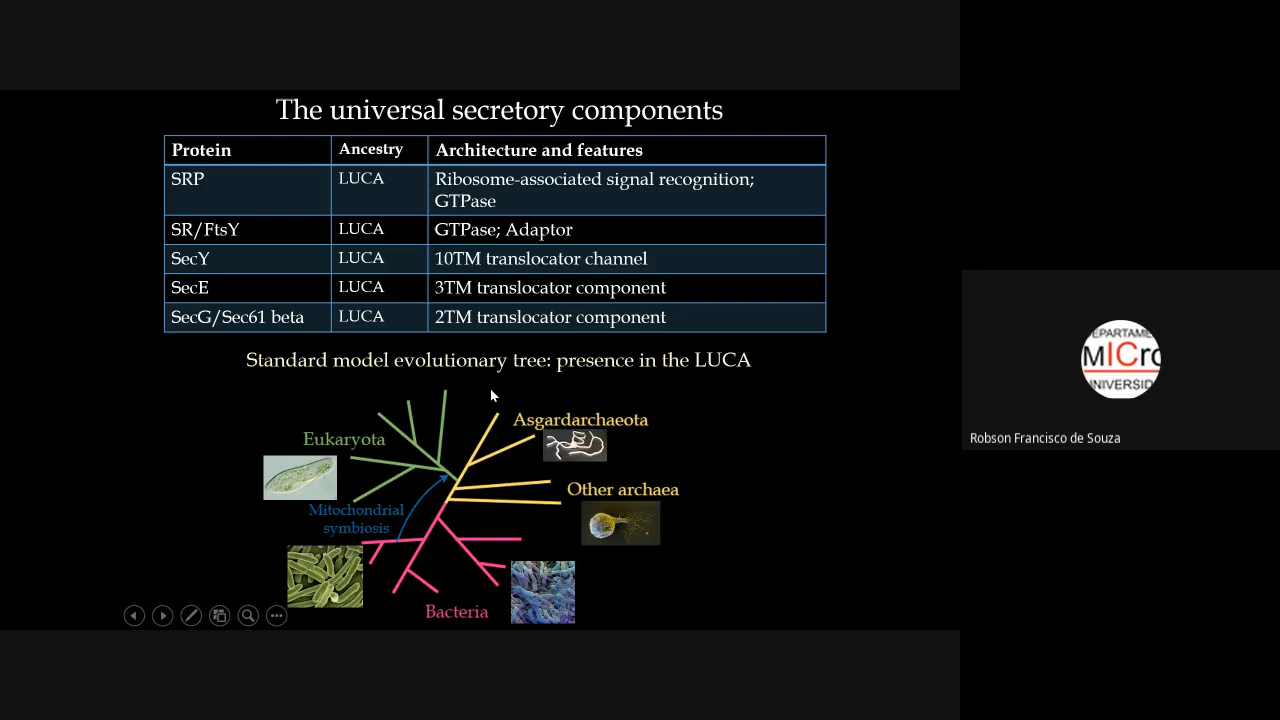 The universal secretory components
Protein Ancestry Architecture and features
SRP LUCA Ribosome-associated signal recognition;
GTPase
SR/FtsY LUCA GTPase; Adaptor
SecY LUCA 10TM translocator channel
SecE LUCA 3TM translocator component
SecG/Sec61 beta LUCA 2TM translocator component
Standard model evolutionary tree: presence in the LUCA
Asgardarchaeota
Eukaryota
Other archaea
Mitochondrial
symbiosis
Bacteria
EPARTAME
MICro
UNIVERSID
Robson Francisco de Souza